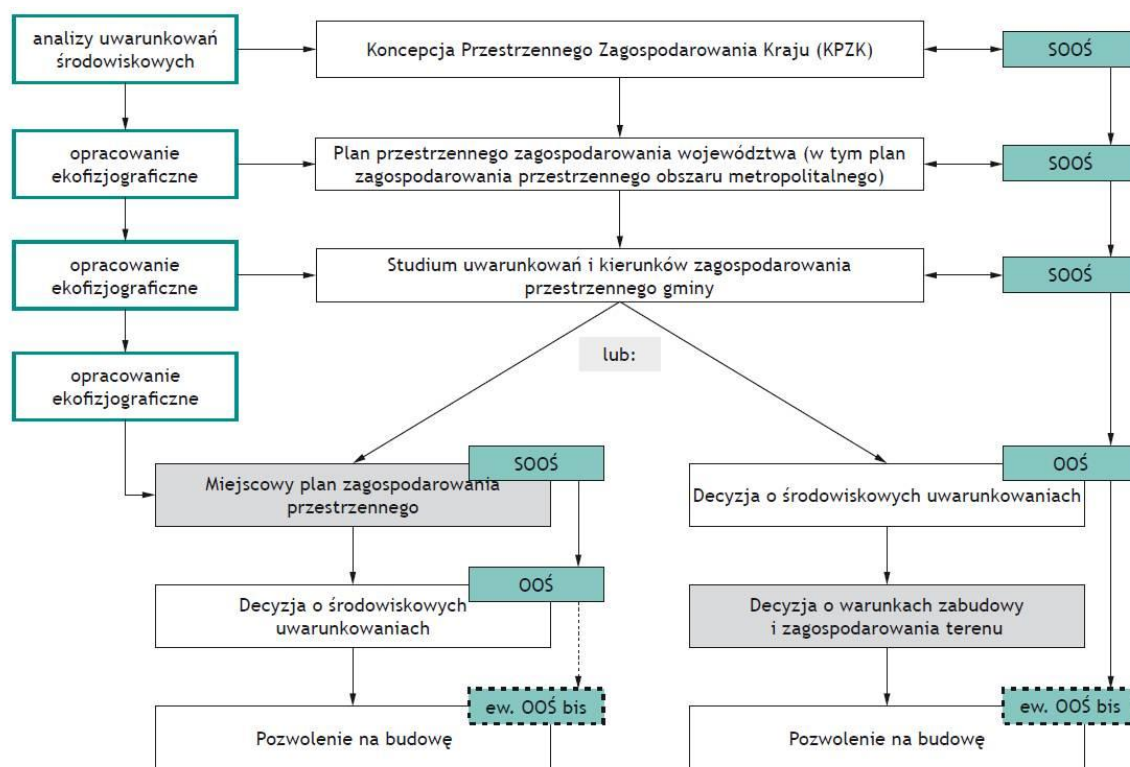 analizy uwarunkowań
środowiskowych
Koncepcja Przestrzennego Zagospodarowania Kraju (KPZK)
SOOŚ
opracowanie
ekofizjograficzne
Plan przestrzennego zagospodarowania województwa (w tym plan
zagospodarowania przestrzennego obszaru metropolitalnego)
SOOŚ
opracowanie
ekofizjograficzne
Studium uwarunkowań i kierunków zagospodarowania
przestrzennego gminy
SOOŚ
lub:
opracowanie
ekofizjograficzne
SOOŚ
Miejscowy plan zagospodarowania
przestrzennego
OOŚ
Decyzja o środowiskowych uwarunkowaniach
OOŚ
Decyzja o środowiskowych
uwarunkowaniach
Decyzja o warunkach zabudowy
i zagospodarowania terenu
ew. OOŚ bis
Pozwolenie na budowę
ew. OOŚ bis
Pozwolenie na budowę